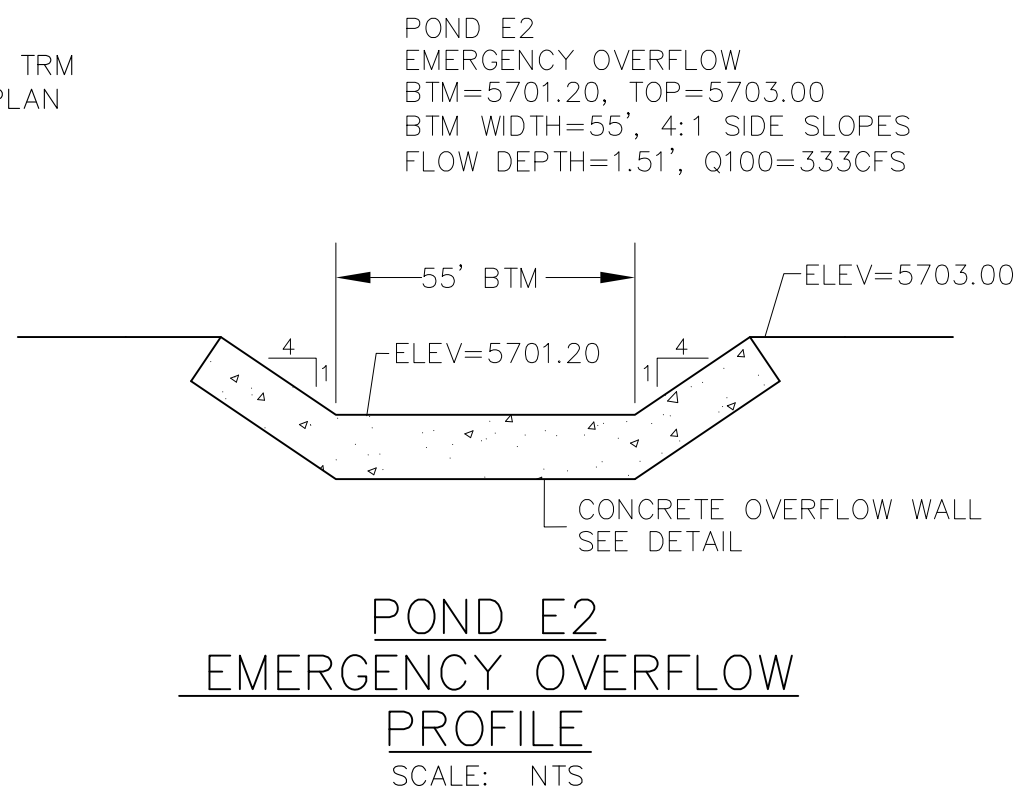 TRM
PLAN
POND E2
EMERGENCY OVERFLOW
BTM=5701.20, TOP=5703.00
BTM WIDTH=55', 4:1 SIDE SLOPES
FLOW DEPTH=1.51', Q100=333CFS
55' BTM
ELEV=5703.00
4
1
ELEV=5701.20
4
1
CONCRETE OVERFLOW WALL
SEE DETAIL
POND E2
EMERGENCY OVERFLOW
PROFILE
SCALE: NTS